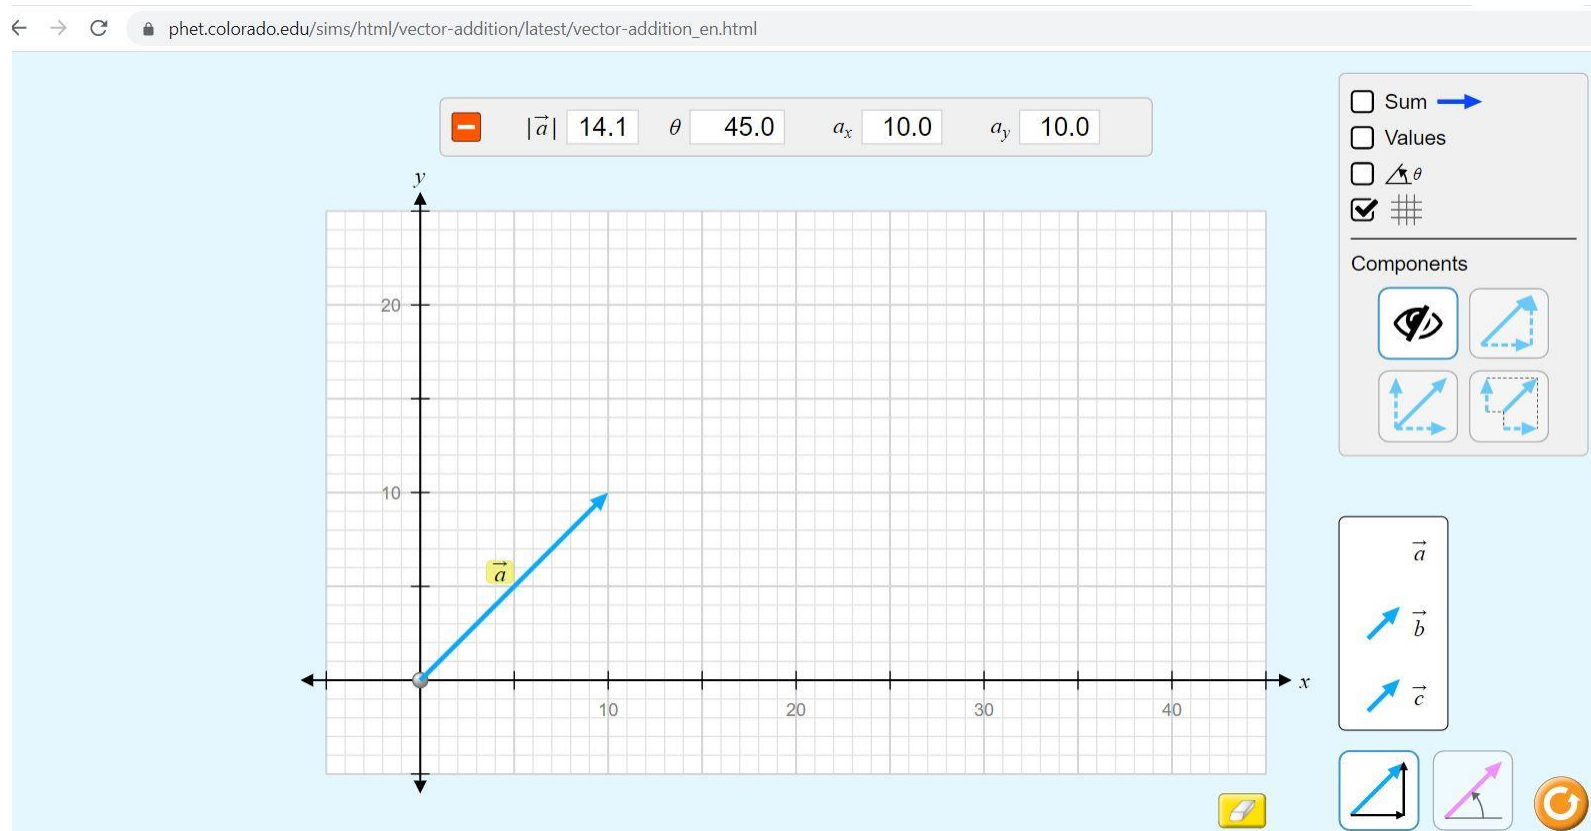 phet.colorado.edu/sims/html/vector-addition/latest/vector-addition_en.html
|a⃗| 14.1 θ 45.0 aₓ 10.0 a_y 10.0
Sum
Values
θ
Components
y
20
10
a⃗
x
10 20 30 40
a⃗
b⃗
c⃗